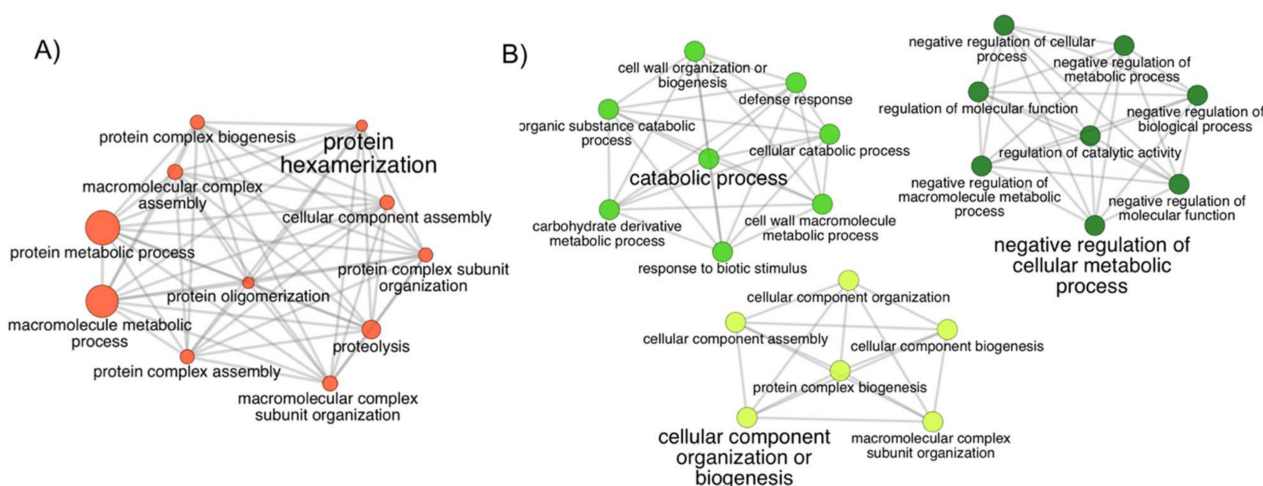 A)
protein complex biogenesis
protein
hexamerization
macromolecular complex
assembly
cellular component assembly
protein metabolic process
protein complex subunit
organization
protein oligomerization
macromolecule metabolic
process
proteolysis
protein complex assembly
macromolecular complex
subunit organization
B)
cell wall organization or
biogenesis
defense response
organic substance catabolic
process
cellular catabolic process
catabolic process
carbohydrate derivative
metabolic process
cell wall macromolecule
metabolic process
response to biotic stimulus
negative regulation of cellular
process
negative regulation of
metabolic process
regulation of molecular function
negative regulation of
biological process
regulation of catalytic activity
negative regulation of
macromolecule metabolic
process
negative regulation of
molecular function
negative regulation of
cellular metabolic
process
cellular component organization
cellular component assembly
cellular component biogenesis
protein complex biogenesis
cellular component
organization or
biogenesis
macromolecular complex
subunit organization